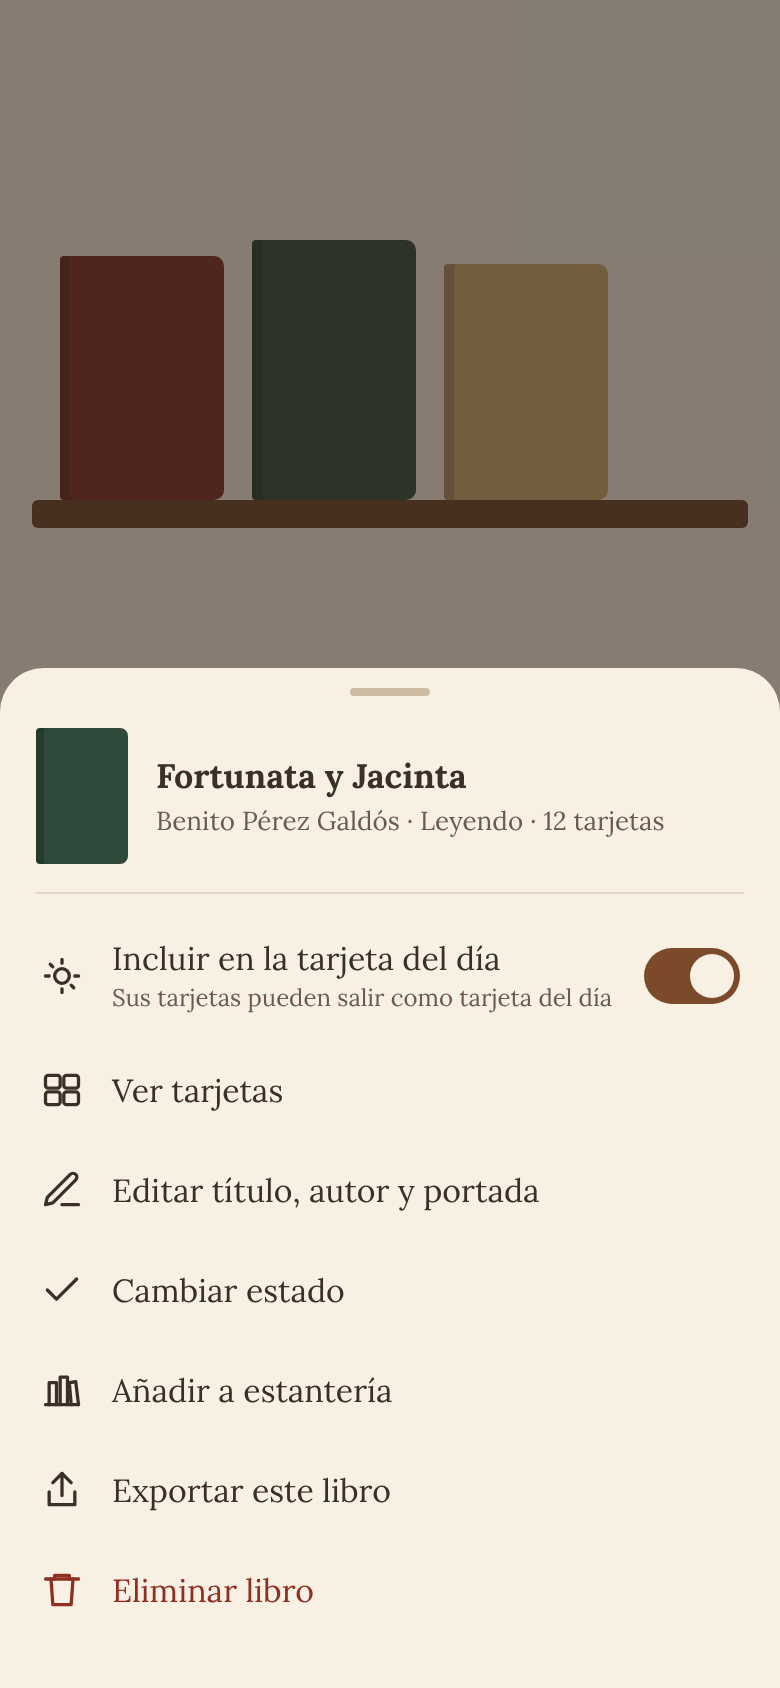 Fortunata y Jacinta
Benito Pérez Galdós · Leyendo · 12 tarjetas
Incluir en la tarjeta del día
Sus tarjetas pueden salir como tarjeta del día
Ver tarjetas
Editar título, autor y portada
Cambiar estado
Añadir a estantería
Exportar este libro
Eliminar libro